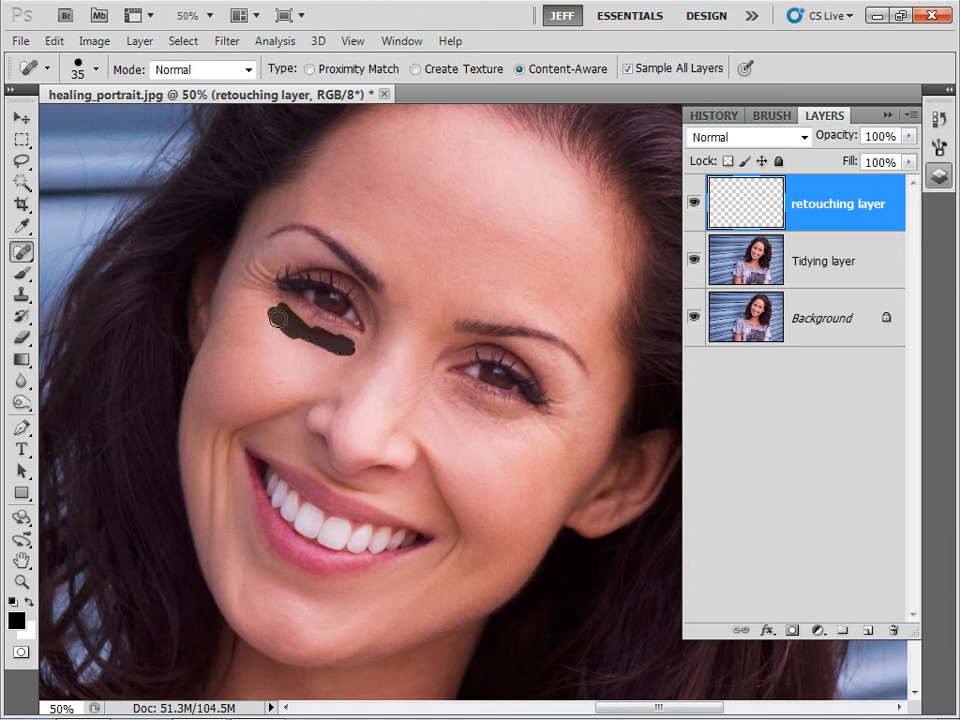 Ps Br Mb 50% JEFF ESSENTIALS DESIGN CS Live
File Edit Image Layer Select Filter Analysis 3D View Window Help
35 Mode: Normal Type: Proximity Match Create Texture Content-Aware Sample All Layers
healing_portrait.jpg @ 50% (retouching layer, RGB/8*) *
HISTORY BRUSH LAYERS
Normal Opacity: 100%
Lock: Fill: 100%
retouching layer
Tidying layer
Background
T
fx.
50% Doc: 51.3M/104.5M